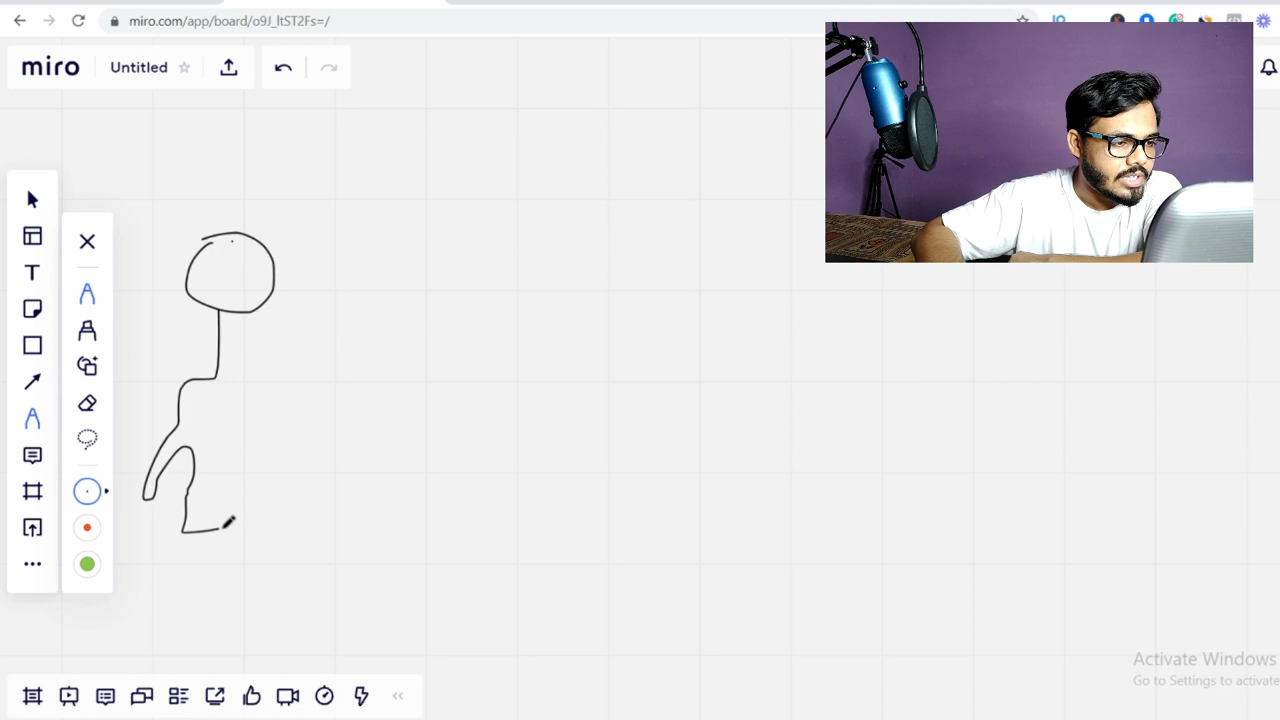 miro.com/app/board/o9J_ltST2Fs=/
miro
Untitled
T
Activate Windows
Go to Settings to activate